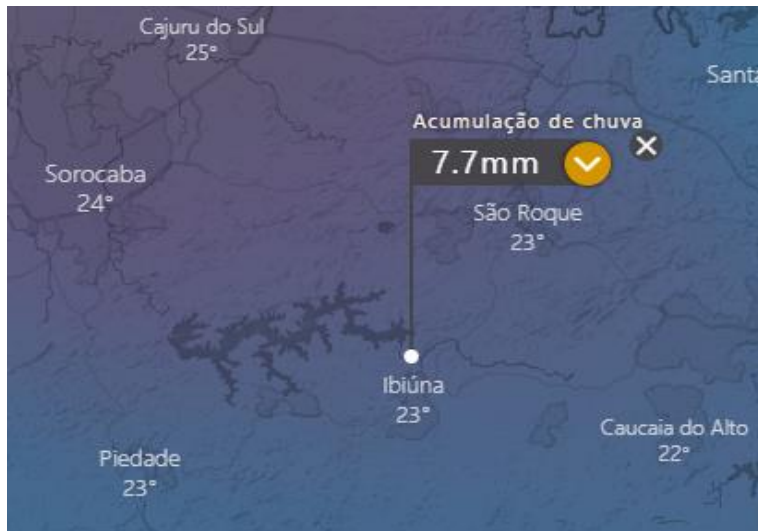 Cajuru do Sul
25°
Santa
Acumulação de chuva
7.7mm
Sorocaba
24°
São Roque
23°
Ibiúna
23°
Caucaia do Alto
22°
Piedade
23°